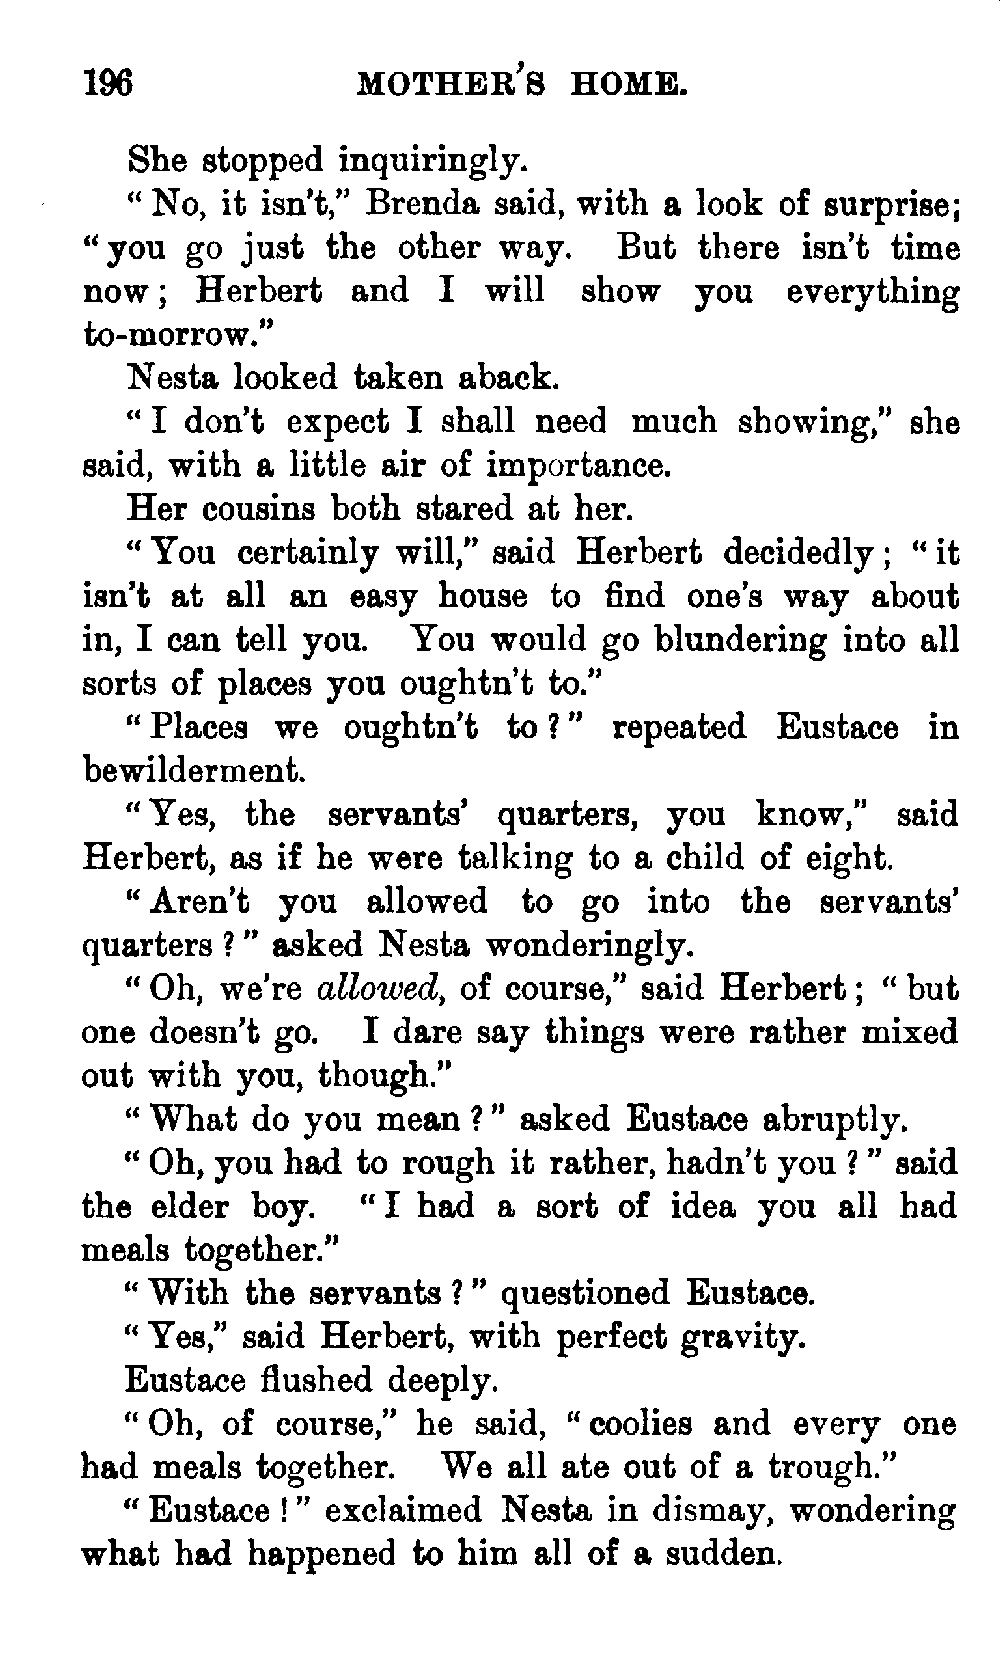 196 MOTHER'S HOME.
She stopped inquiringly.
"No, it isn't," Brenda said, with a look of surprise;
"you go just the other way. But there isn't time
now; Herbert and I will show you everything
to-morrow."
Nesta looked taken aback.
"I don't expect I shall need much showing," she
said, with a little air of importance.
Her cousins both stared at her.
"You certainly will," said Herbert decidedly; "it
isn't at all an easy house to find one's way about
in, I can tell you. You would go blundering into all
sorts of places you oughtn't to."
"Places we oughtn't to?" repeated Eustace in
bewilderment.
"Yes, the servants' quarters, you know," said
Herbert, as if he were talking to a child of eight.
"Aren't you allowed to go into the servants'
quarters?" asked Nesta wonderingly.
"Oh, we're allowed, of course," said Herbert; "but
one doesn't go. I dare say things were rather mixed
out with you, though."
"What do you mean?" asked Eustace abruptly.
"Oh, you had to rough it rather, hadn't you?" said
the elder boy. "I had a sort of idea you all had
meals together."
"With the servants?" questioned Eustace.
"Yes," said Herbert, with perfect gravity.
Eustace flushed deeply.
"Oh, of course," he said, "coolies and every one
had meals together. We all ate out of a trough."
"Eustace!" exclaimed Nesta in dismay, wondering
what had happened to him all of a sudden.